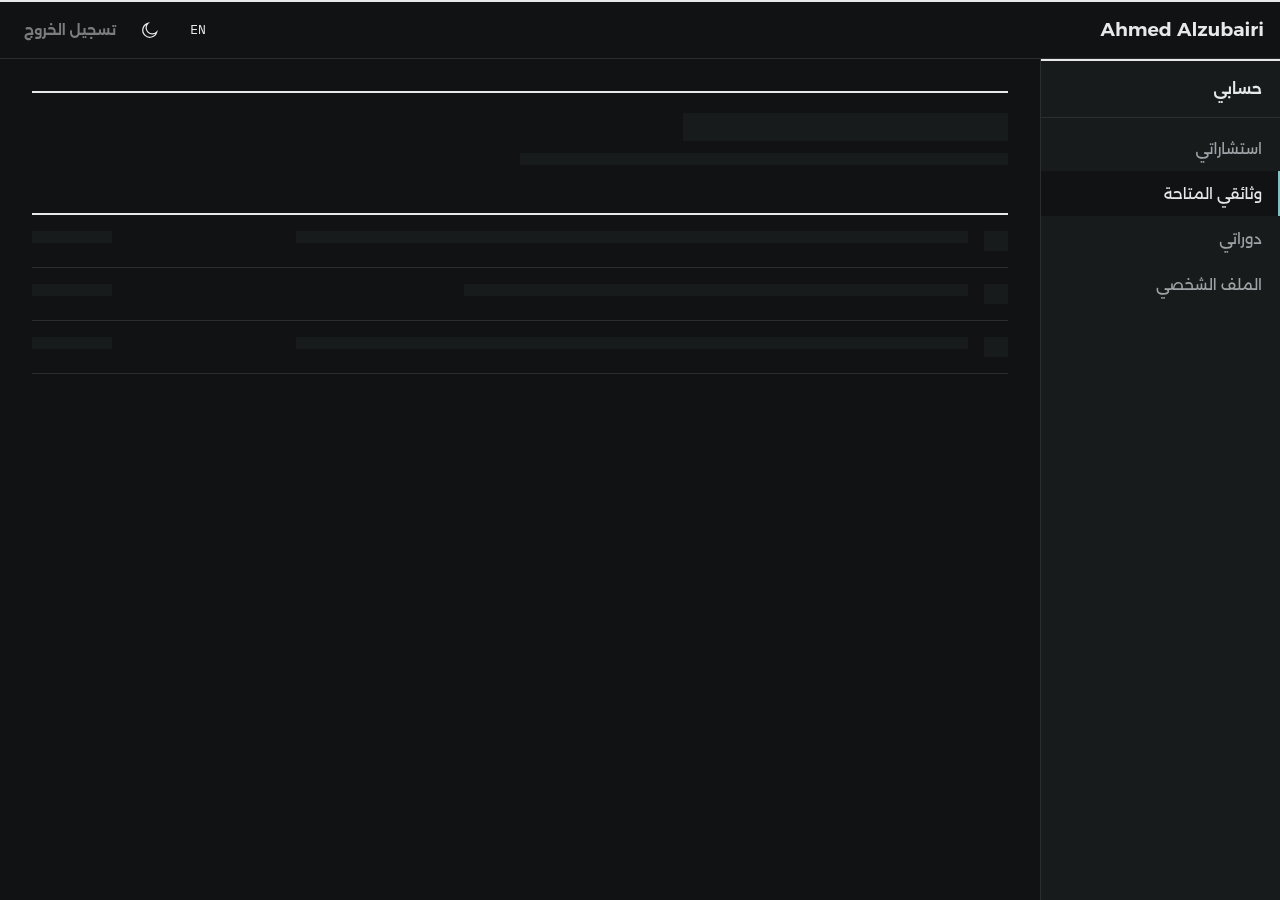 Ahmed Alzubairi
EN
تسجيل الخروج
حسابي
استشاراتي
وثائقي المتاحة
دوراتي
الملف الشخصي